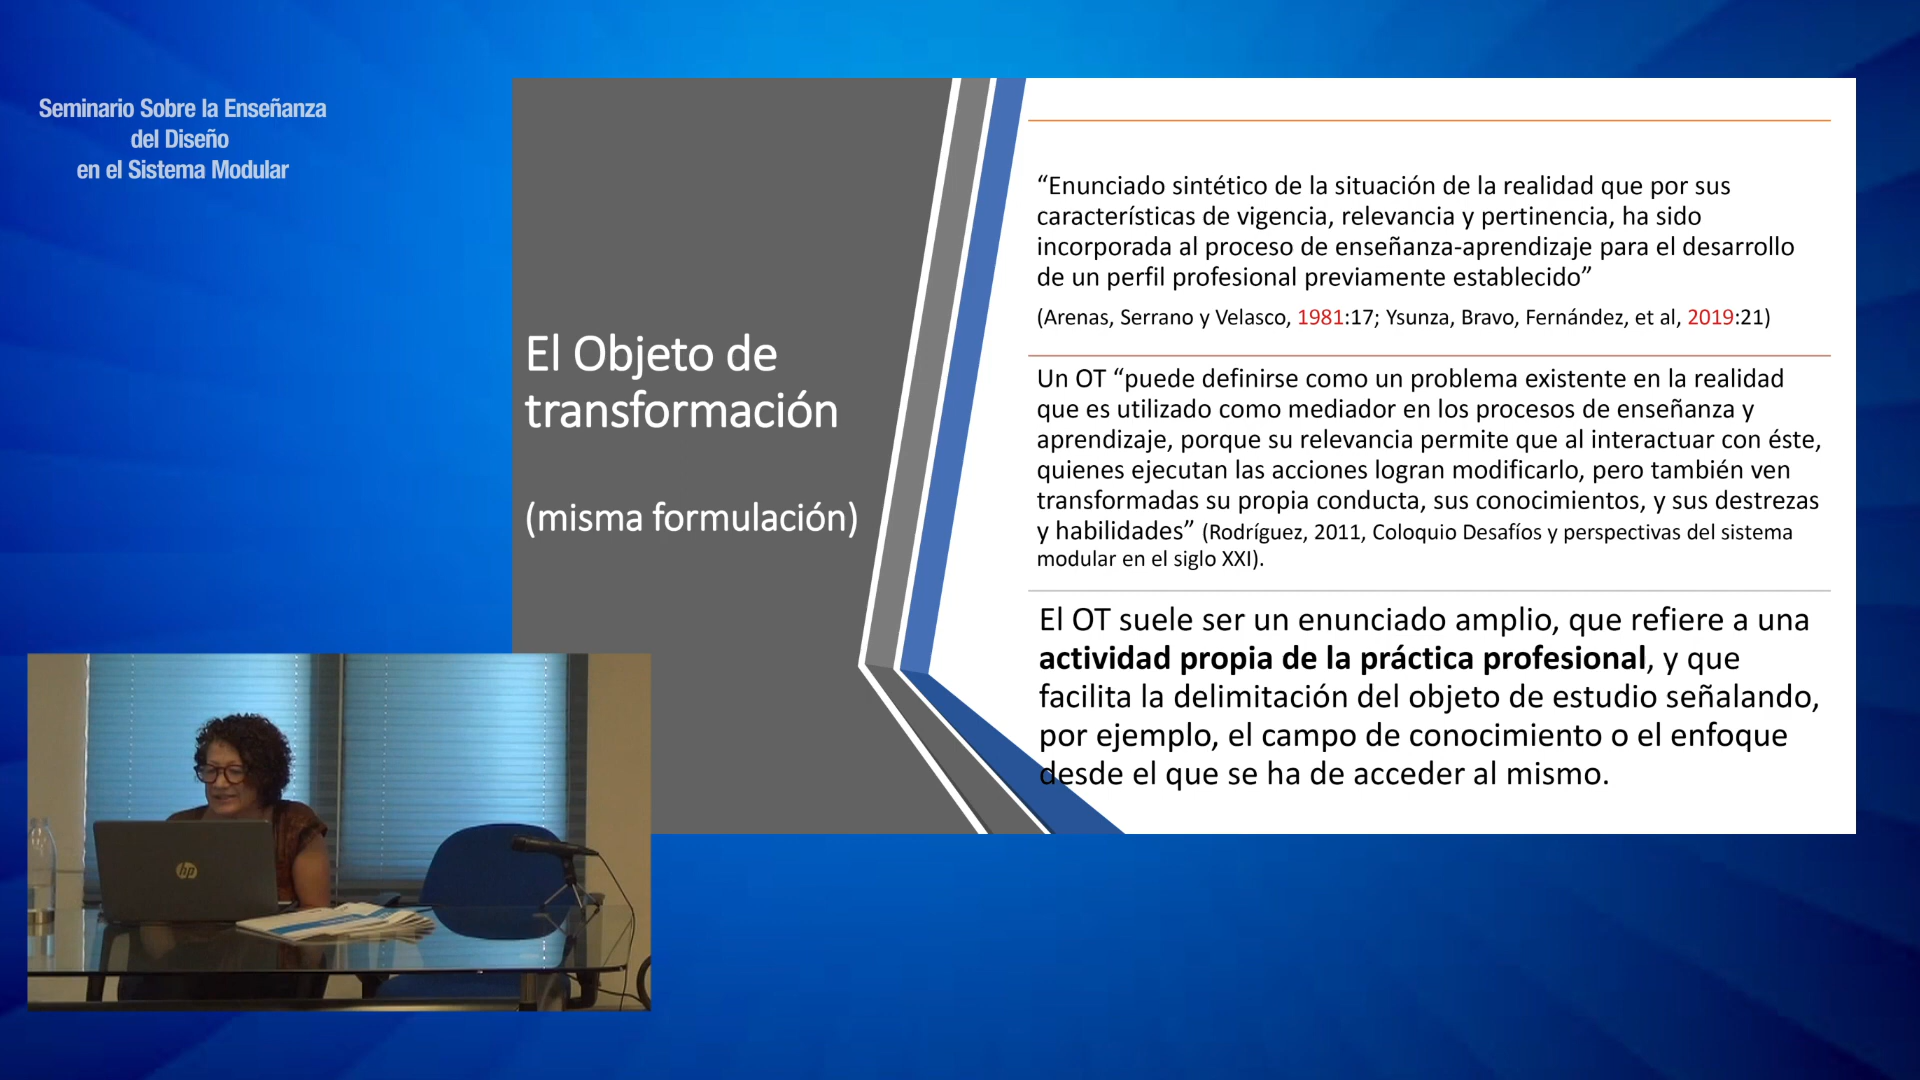 Seminario Sobre la Enseñanza
del Diseño
en el Sistema Modular
El Objeto de
transformación
(misma formulación)
“Enunciado sintético de la situación de la realidad que por sus
características de vigencia, relevancia y pertinencia, ha sido
incorporada al proceso de enseñanza-aprendizaje para el desarrollo
de un perfil profesional previamente establecido”
(Arenas, Serrano y Velasco, 1981:17; Ysunza, Bravo, Fernández, et al, 2019:21)
Un OT “puede definirse como un problema existente en la realidad
que es utilizado como mediador en los procesos de enseñanza y
aprendizaje, porque su relevancia permite que al interactuar con éste,
quienes ejecutan las acciones logran modificarlo, pero también ven
transformadas su propia conducta, sus conocimientos, y sus destrezas
y habilidades” (Rodríguez, 2011, Coloquio Desafíos y perspectivas del sistema
modular en el siglo XXI).
El OT suele ser un enunciado amplio, que refiere a una
actividad propia de la práctica profesional, y que
facilita la delimitación del objeto de estudio señalando,
por ejemplo, el campo de conocimiento o el enfoque
desde el que se ha de acceder al mismo.
hp